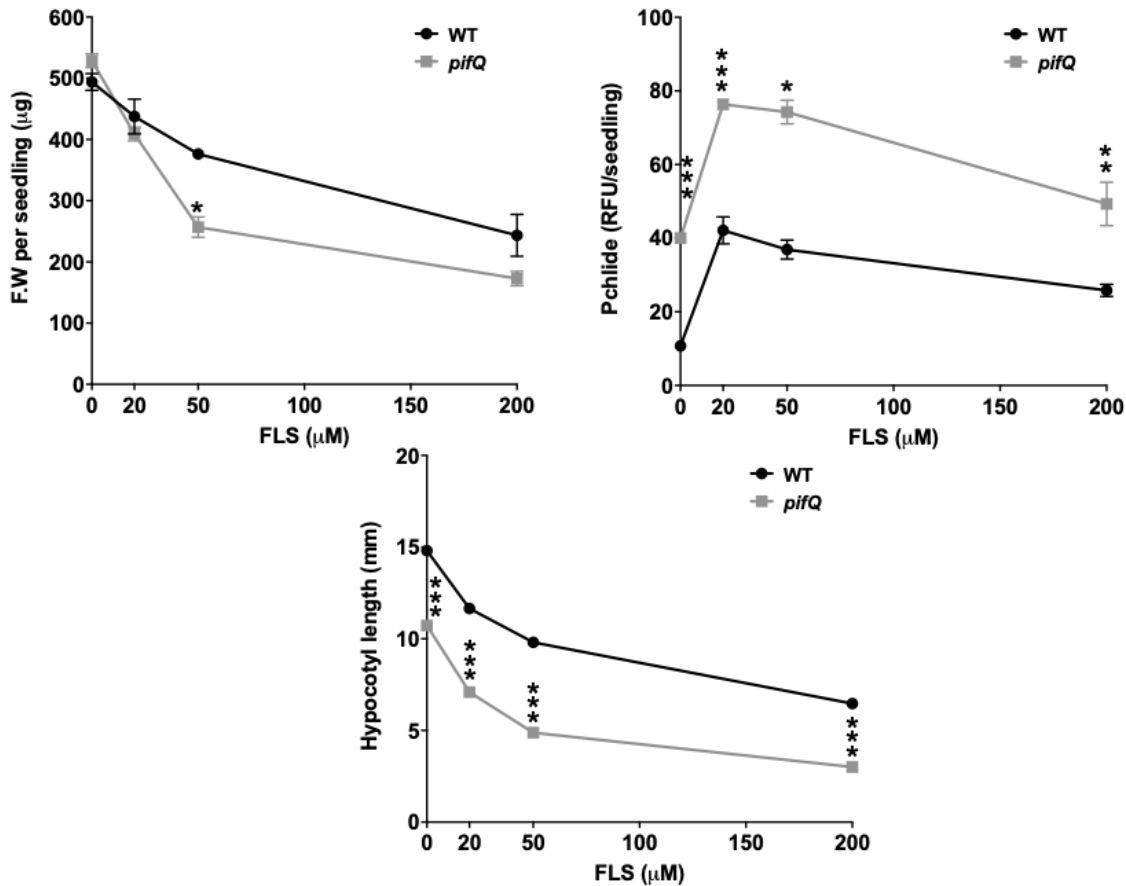 600
500
400
300
200
100
0
F.W per seedling (μg)
WT
pifQ
*
0 20 50 100 150 200
FLS (μM)
100
80
60
40
20
0
Pchlide (RFU/seedling)
WT
pifQ
***
***
*
**
0 20 50 100 150 200
FLS (μM)
20
15
10
5
0
Hypocotyl length (mm)
WT
pifQ
***
***
***
***
0 20 50 100 150 200
FLS (μM)